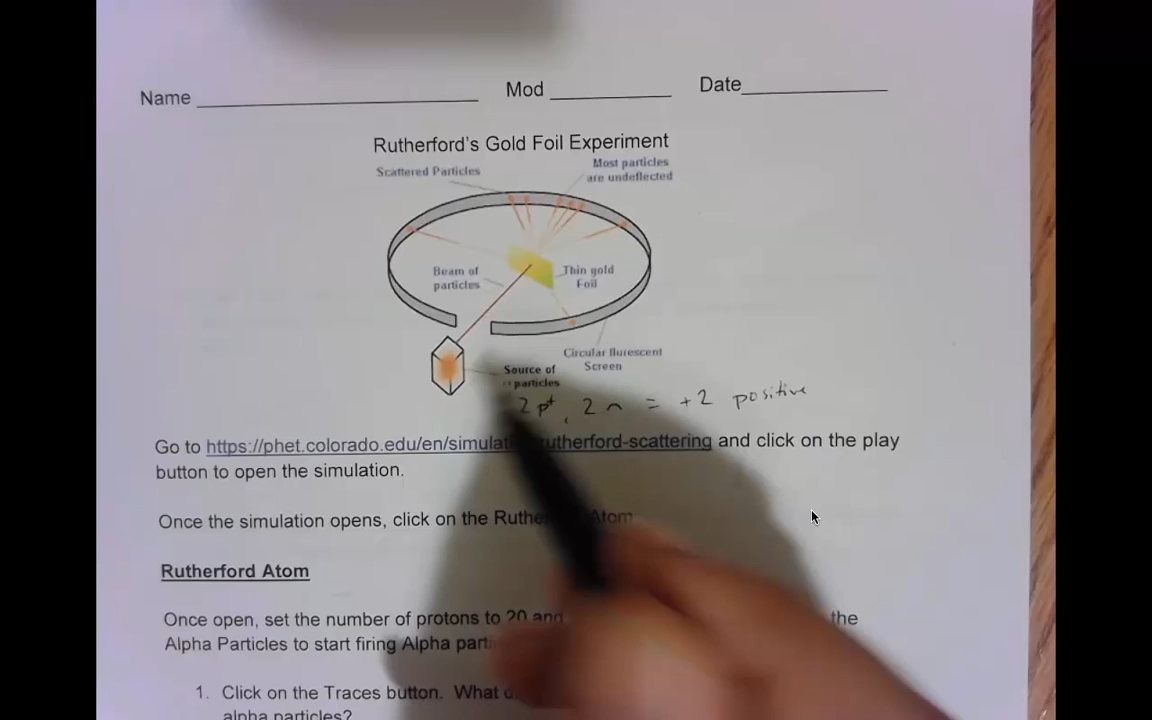 Name Mod Date
Rutherford's Gold Foil Experiment
Scattered Particles
Most particles
are undeflected
Beam of
particles
Thin gold
Foil
Circular flurescent
Screen
Source of
particles
2 p+, 2 n = +2 positive
Go to https://phet.colorado.edu/en/simulat utherford-scattering and click on the play
button to open the simulation.
Once the simulation opens, click on the Ruthe Atom
Rutherford Atom
Once open, set the number of protons to 20 and the
Alpha Particles to start firing Alpha parti
1. Click on the Traces button. What
alpha particles?